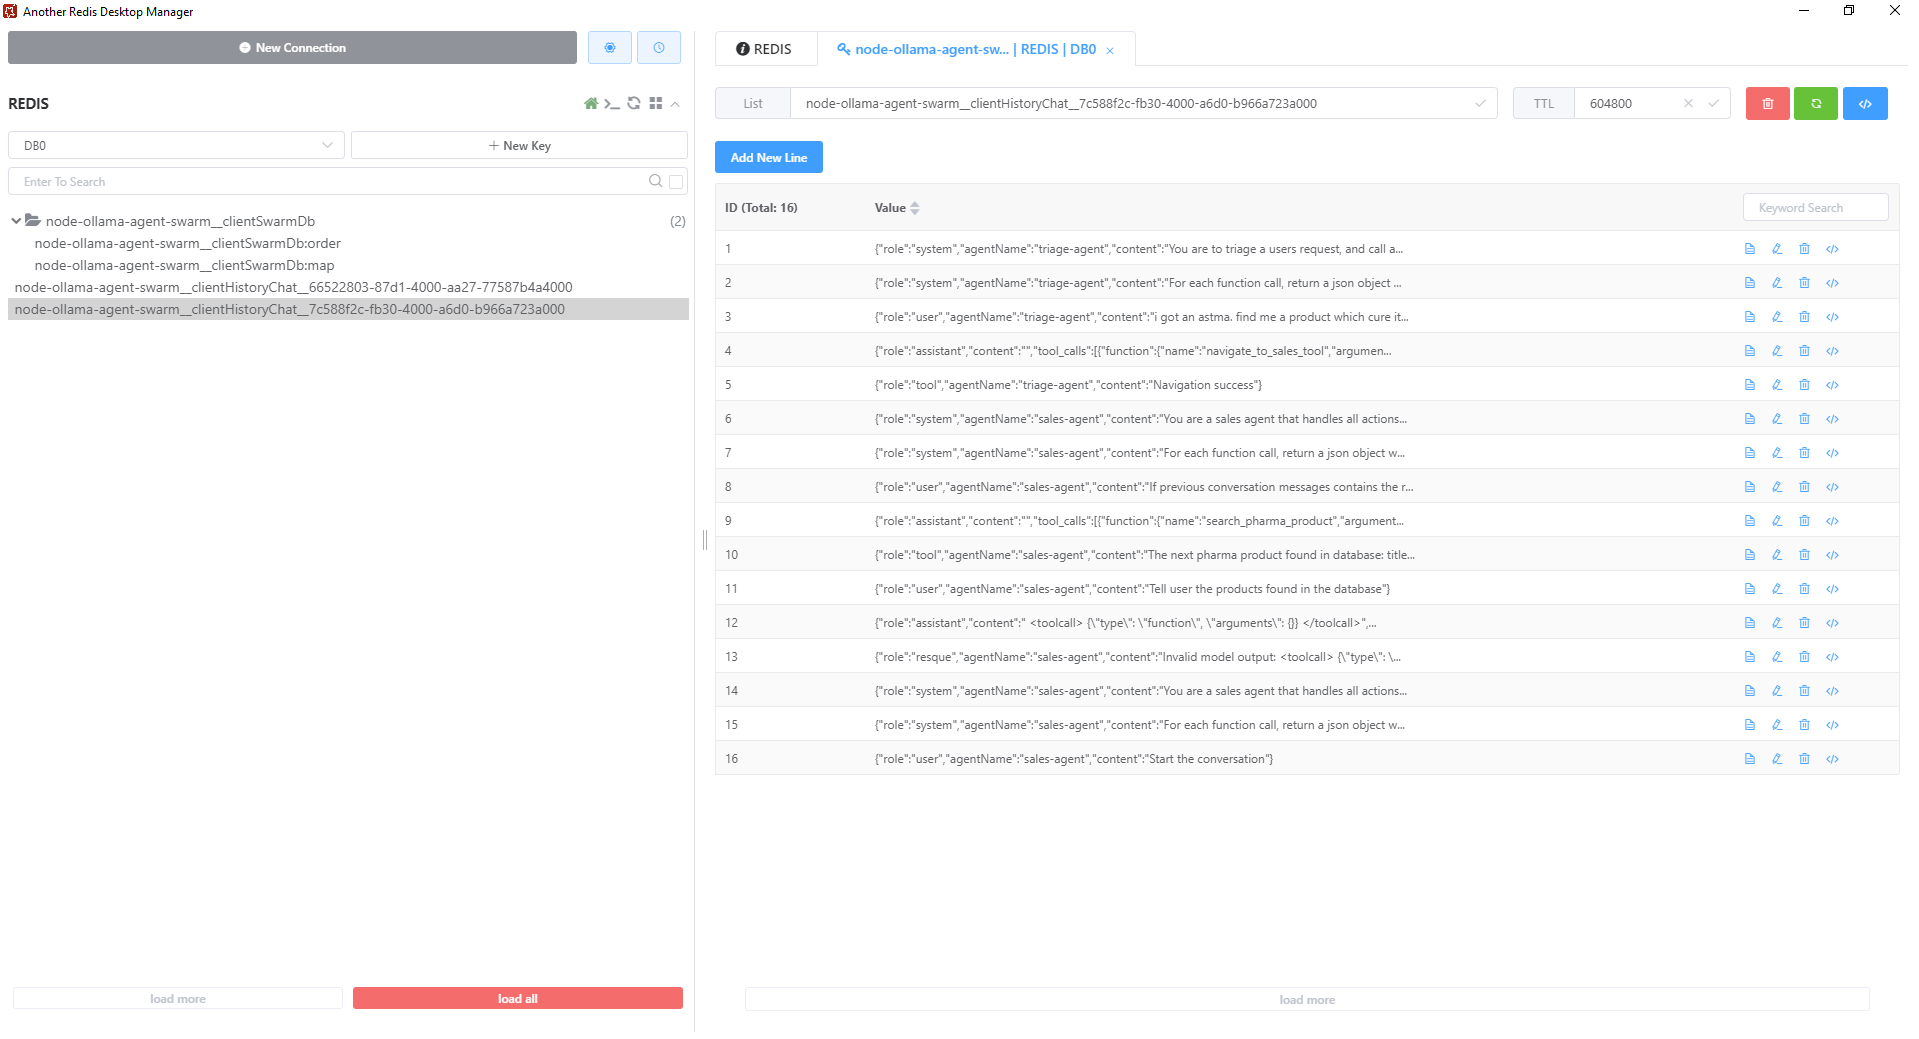 Another Redis Desktop Manager
New Connection
REDIS
DB0
New Key
Enter To Search
node-ollama-agent-swarm__clientSwarmDb (2)
node-ollama-agent-swarm__clientSwarmDb:order
node-ollama-agent-swarm__clientSwarmDb:map
node-ollama-agent-swarm__clientHistoryChat__66522803-87d1-4000-aa27-77587b4a4000
node-ollama-agent-swarm__clientHistoryChat__7c588f2c-fb30-4000-a6d0-b966a723a000
load more load all
REDIS node-ollama-agent-sw... | REDIS | DB0
List node-ollama-agent-swarm__clientHistoryChat__7c588f2c-fb30-4000-a6d0-b966a723a000 TTL 604800
Add New Line
ID (Total: 16) Value Keyword Search
1 {"role":"system","agentName":"triage-agent","content":"You are to triage a users request, and call a...
2 {"role":"system","agentName":"triage-agent","content":"For each function call, return a json object ...
3 {"role":"user","agentName":"triage-agent","content":"i got an astma. find me a product which cure it...
4 {"role":"assistant","content":"","tool_calls":[{"function":{"name":"navigate_to_sales_tool","argumen...
5 {"role":"tool","agentName":"triage-agent","content":"Navigation success"}
6 {"role":"system","agentName":"sales-agent","content":"You are a sales agent that handles all actions...
7 {"role":"system","agentName":"sales-agent","content":"For each function call, return a json object w...
8 {"role":"user","agentName":"sales-agent","content":"If previous conversation messages contains the r...
9 {"role":"assistant","content":"","tool_calls":[{"function":{"name":"search_pharma_product","argument...
10 {"role":"tool","agentName":"sales-agent","content":"The next pharma product found in database: title...
11 {"role":"user","agentName":"sales-agent","content":"Tell user the products found in the database"}
12 {"role":"assistant","content":" <toolcall> {\"type\": \"function\", \"arguments\": {}} </toolcall>",...
13 {"role":"resque","agentName":"sales-agent","content":"Invalid model output: <toolcall> {\"type\": \...
14 {"role":"system","agentName":"sales-agent","content":"You are a sales agent that handles all actions...
15 {"role":"system","agentName":"sales-agent","content":"For each function call, return a json object w...
16 {"role":"user","agentName":"sales-agent","content":"Start the conversation"}
load more